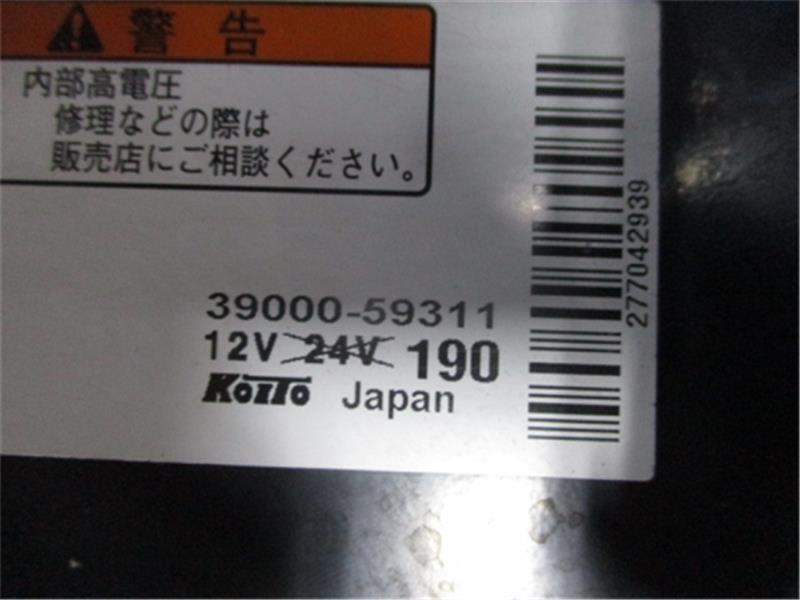 警告
内部高電圧
修理などの際は
販売店にご相談ください。
277042939
39000-59311
12V 24V 190
KOITO Japan